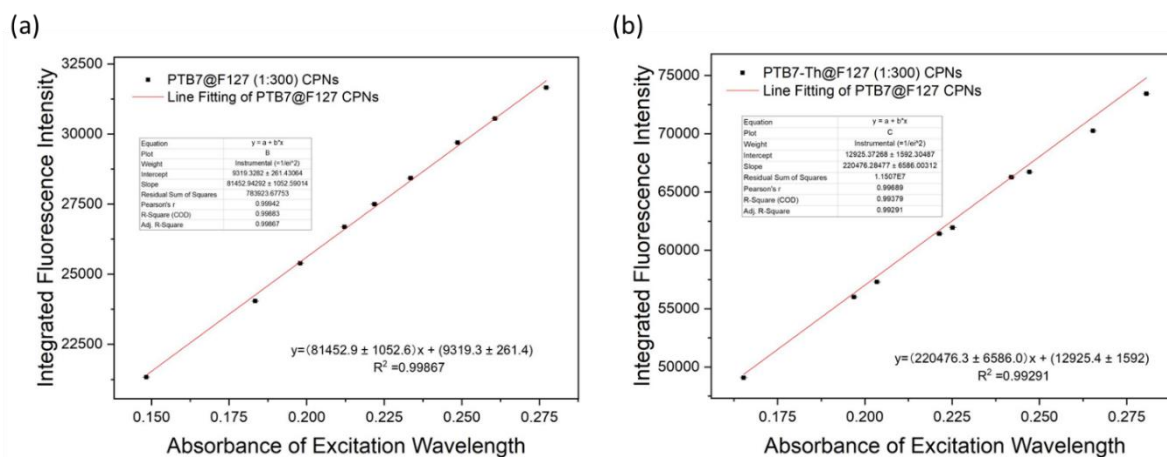 (a)
Integrated Fluorescence Intensity
32500
30000
27500
25000
22500
PTB7@F127 (1:300) CPNs
Line Fitting of PTB7@F127 CPNs
Equation y = a + b*x
Plot B
Weight Instrumental (=1/ei^2)
Intercept 9319.3282 ± 261.43064
Slope 81452.94292 ± 1052.59014
Residual Sum of Squares 783923.67753
Pearson's r 0.99942
R-Square (COD) 0.99883
Adj. R-Square 0.99867
y=(81452.9 ± 1052.6)x + (9319.3 ± 261.4)
R² =0.99867
0.150 0.175 0.200 0.225 0.250 0.275
Absorbance of Excitation Wavelength
(b)
Integrated Fluorescence Intensity
75000
70000
65000
60000
55000
50000
PTB7-Th@F127 (1:300) CPNs
Line Fitting of PTB7@F127 CPNs
Equation y = a + b*x
Plot C
Weight Instrumental (=1/ei^2)
Intercept 12925.37268 ± 1592.30487
Slope 220476.28477 ± 6586.00312
Residual Sum of Squares 1.1507E7
Pearson's r 0.99689
R-Square (COD) 0.99379
Adj. R-Square 0.99291
y=(220476.3 ± 6586.0)x + (12925.4 ± 1592)
R² =0.99291
0.175 0.200 0.225 0.250 0.275
Absorbance of Excitation Wavelength